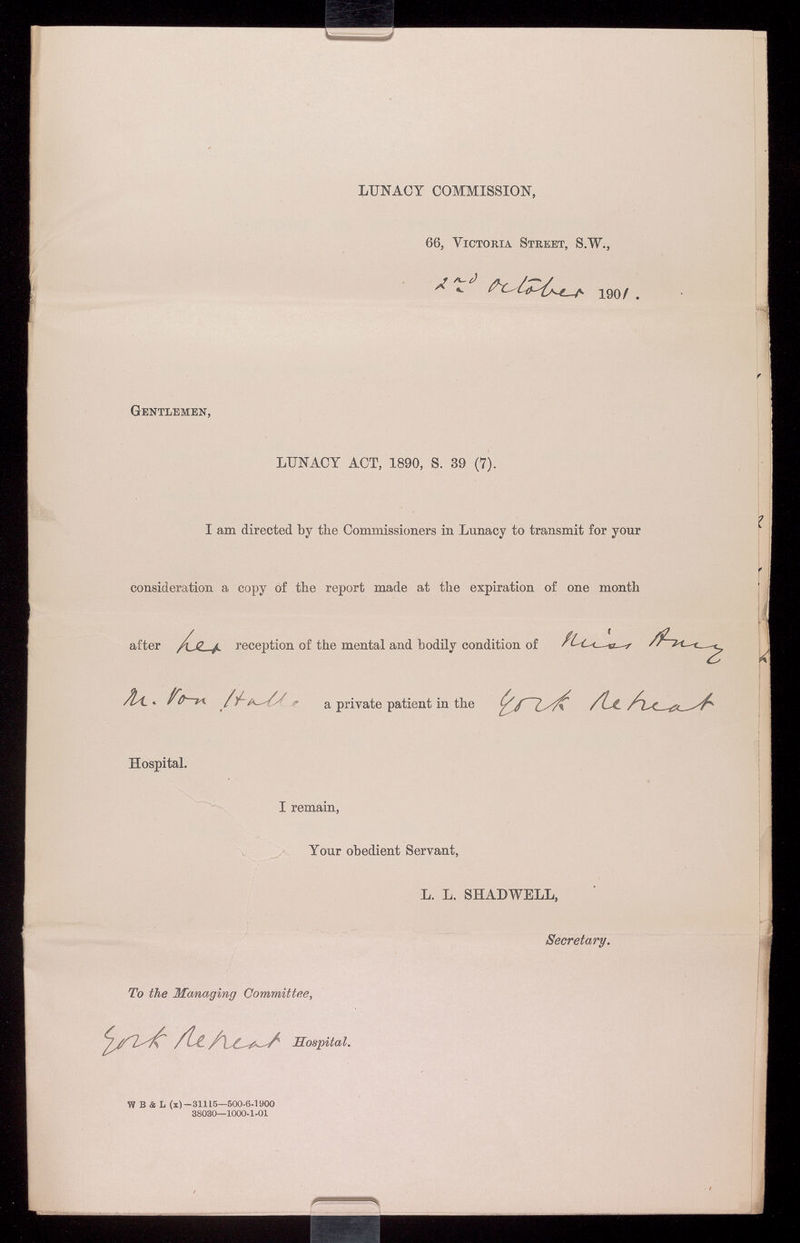 LUNACY COMMISSION,
66, VICTORIA STREET, S.W.,
2nd October 1901.
GENTLEMEN,
LUNACY ACT, 1890, S. 39 (7).
I am directed by the Commissioners in Lunacy to transmit for your
consideration a copy of the report made at the expiration of one month
after her reception of the mental and bodily condition of Miss Amy
M. Von Halle a private patient in the York Retreat
Hospital.
I remain,
Your obedient Servant,
L. L. SHADWELL,
Secretary.
To the Managing Committee,
York Retreat Hospital.
W B & L (x)—31115—500-6-1900
38030—1000-1-01